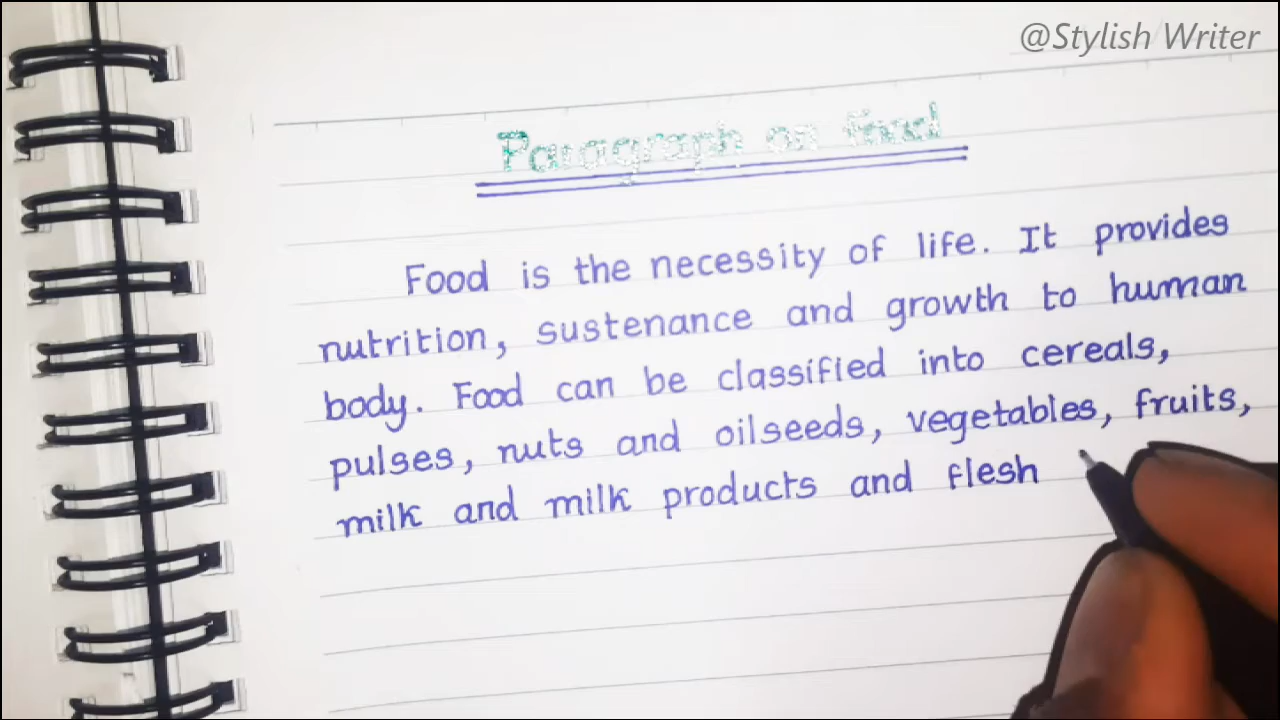 @Stylish Writer
Paragraph on food
Food is the necessity of life. It provides
nutrition, sustenance and growth to human
body. Food can be classified into cereals,
pulses, nuts and oilseeds, vegetables, fruits,
milk and milk products and flesh